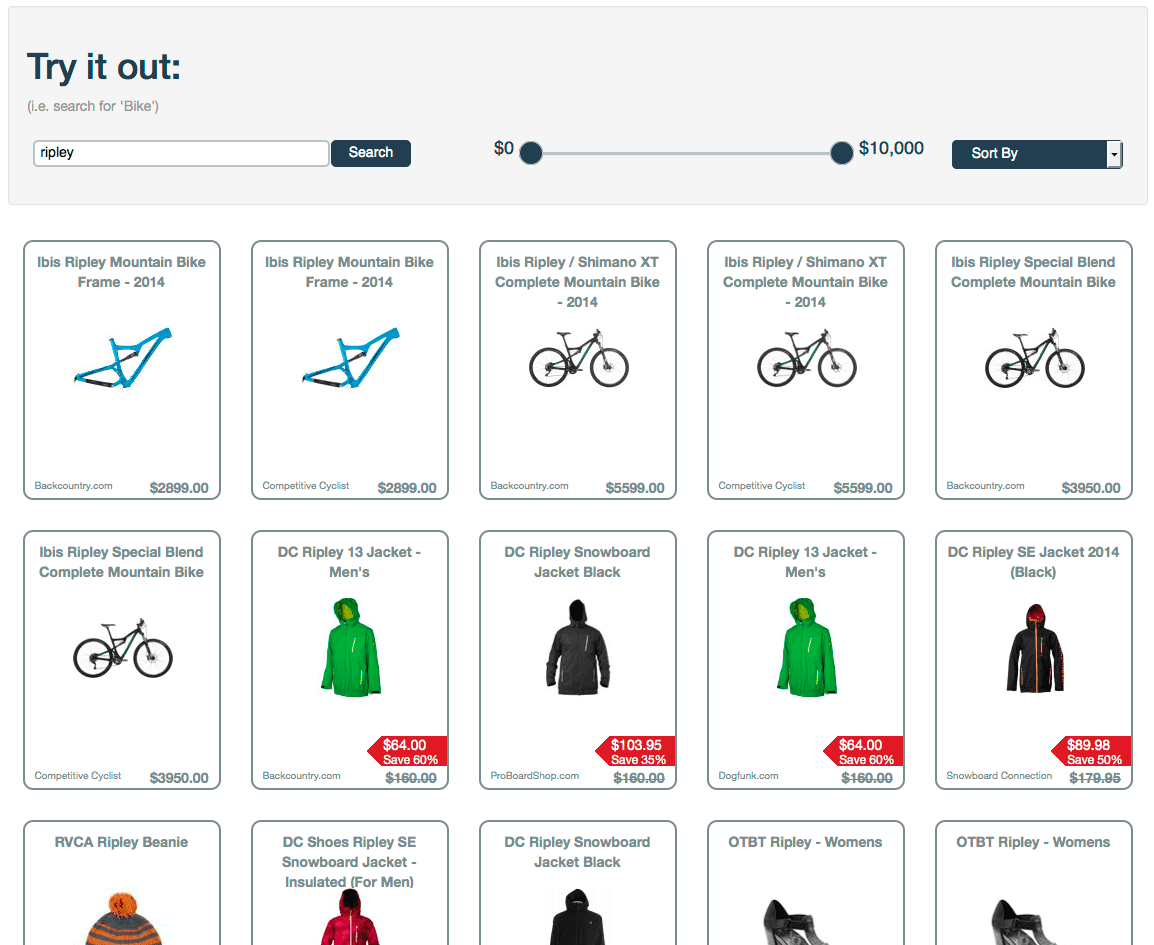 Try it out:
(i.e. search for 'Bike')
ripley
Search
$0
$10,000
Sort By
Ibis Ripley Mountain Bike
Frame - 2014
Backcountry.com
$2899.00
Ibis Ripley Mountain Bike
Frame - 2014
Competitive Cyclist
$2899.00
Ibis Ripley / Shimano XT
Complete Mountain Bike
- 2014
Backcountry.com
$5599.00
Ibis Ripley / Shimano XT
Complete Mountain Bike
- 2014
Competitive Cyclist
$5599.00
Ibis Ripley Special Blend
Complete Mountain Bike
Backcountry.com
$3950.00
Ibis Ripley Special Blend
Complete Mountain Bike
Competitive Cyclist
$3950.00
DC Ripley 13 Jacket -
Men's
$64.00
Save 60%
Backcountry.com
$160.00
DC Ripley Snowboard
Jacket Black
$103.95
Save 35%
ProBoardShop.com
$160.00
DC Ripley 13 Jacket -
Men's
$64.00
Save 60%
Dogfunk.com
$160.00
DC Ripley SE Jacket 2014
(Black)
$89.98
Save 50%
Snowboard Connection
$179.95
RVCA Ripley Beanie
DC Shoes Ripley SE
Snowboard Jacket -
Insulated (For Men)
DC Ripley Snowboard
Jacket Black
OTBT Ripley - Womens
OTBT Ripley - Womens